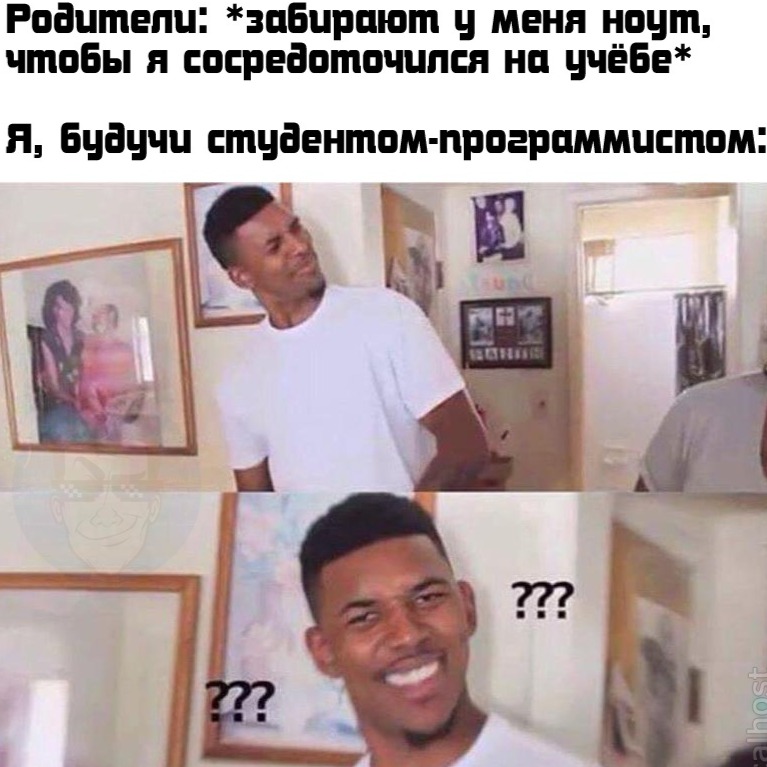 Родители: *забирают у меня ноут,
чтобы я сосредоточился на учёбе*
Я, будучи студентом-программистом:
???
???